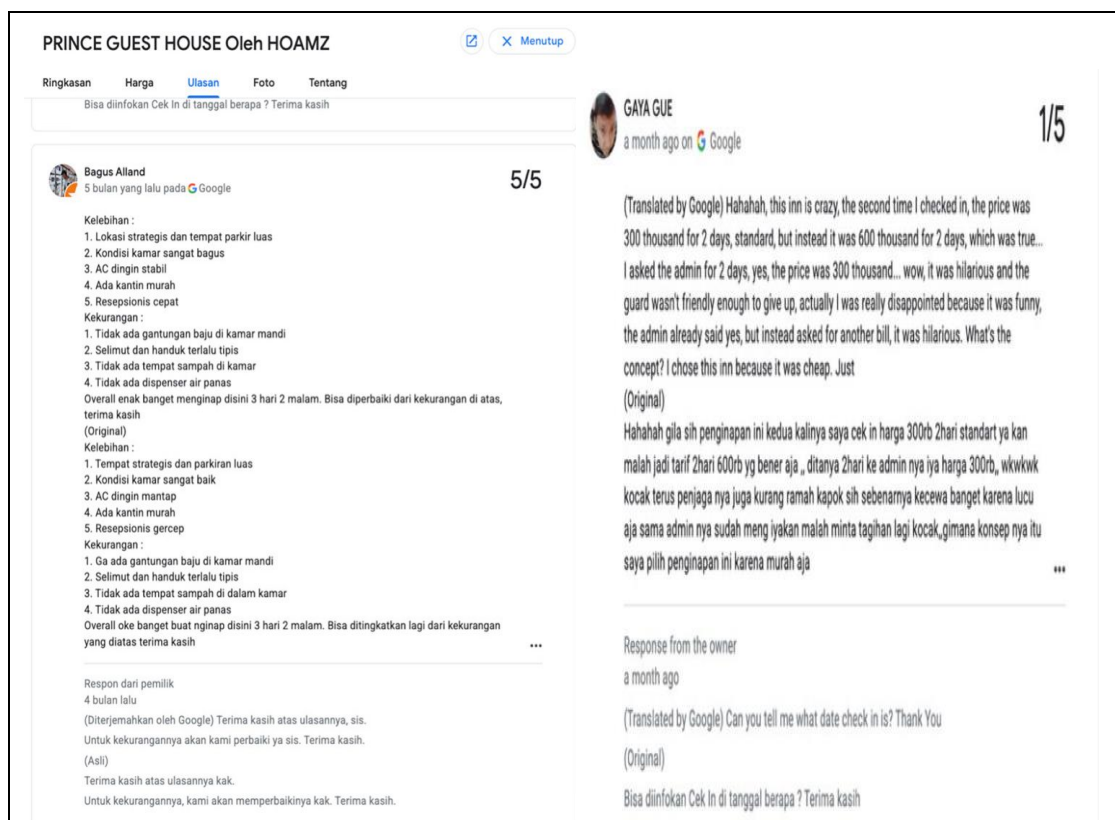 PRINCE GUEST HOUSE Oleh HOAMZ
Menutup
Ringkasan Harga Ulasan Foto Tentang
Bisa diinfokan Cek In di tanggal berapa ? Terima kasih
Bagus Alland
5 bulan yang lalu pada Google
5/5
Kelebihan :
1. Lokasi strategis dan tempat parkir luas
2. Kondisi kamar sangat bagus
3. AC dingin stabil
4. Ada kantin murah
5. Resepsionis cepat
Kekurangan :
1. Tidak ada gantungan baju di kamar mandi
2. Selimut dan handuk terlalu tipis
3. Tidak ada tempat sampah di kamar
4. Tidak ada dispenser air panas
Overall enak banget menginap disini 3 hari 2 malam. Bisa diperbaiki dari kekurangan di atas,
terima kasih
(Original)
Kelebihan :
1. Tempat strategis dan parkiran luas
2. Kondisi kamar sangat baik
3. AC dingin mantap
4. Ada kantin murah
5. Resepsionis gercep
Kekurangan :
1. Ga ada gantungan baju di kamar mandi
2. Selimut dan handuk terlalu tipis
3. Tidak ada tempat sampah di dalam kamar
4. Tidak ada dispenser air panas
Overall oke banget buat nginap disini 3 hari 2 malam. Bisa ditingkatkan lagi dari kekurangan
yang diatas terima kasih
Respon dari pemilik
4 bulan lalu
(Diterjemahkan oleh Google) Terima kasih atas ulasannya, sis.
Untuk kekurangannya akan kami perbaiki ya sis. Terima kasih.
(Asli)
Terima kasih atas ulasannya kak.
Untuk kekurangannya, kami akan memperbaikinya kak. Terima kasih.
GAYA GUE
a month ago on Google
1/5
(Translated by Google) Hahahah, this inn is crazy, the second time I checked in, the price was
300 thousand for 2 days, standard, but instead it was 600 thousand for 2 days, which was true...
I asked the admin for 2 days, yes, the price was 300 thousand... wow, it was hilarious and the
guard wasn't friendly enough to give up, actually I was really disappointed because it was funny,
the admin already said yes, but instead asked for another bill, it was hilarious. What's the
concept? I chose this inn because it was cheap. Just
(Original)
Hahahah gila sih penginapan ini kedua kalinya saya cek in harga 300rb 2hari standart ya kan
malah jadi tarif 2hari 600rb yg bener aja ,, ditanya 2hari ke admin nya iya harga 300rb,, wkwkwk
kocak terus penjaga nya juga kurang ramah kapok sih sebenarnya kecewa banget karena lucu
aja sama admin nya sudah meng iyakan malah minta tagihan lagi kocak,,gimana konsep nya itu
saya pilih penginapan ini karena murah aja
Response from the owner
a month ago
(Translated by Google) Can you tell me what date check in is? Thank You
(Original)
Bisa diinfokan Cek In di tanggal berapa ? Terima kasih